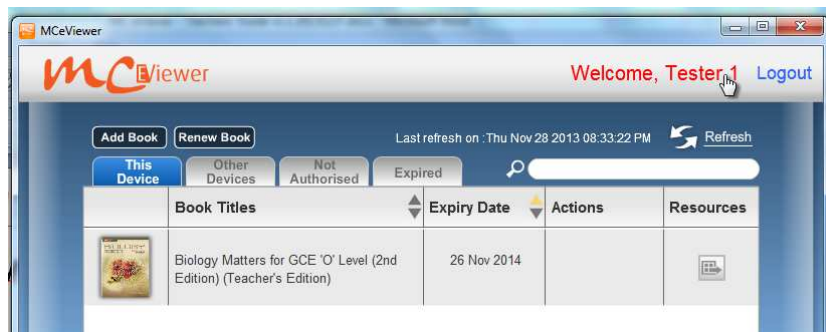 MCeViewer
MCEViewer
Welcome, Tester 1 Logout
Add Book Renew Book Last refresh on :Thu Nov 28 2013 08:33:22 PM Refresh
This Device Other Devices Not Authorised Expired
Book Titles Expiry Date Actions Resources
Biology Matters for GCE 'O' Level (2nd
Edition) (Teacher's Edition)
26 Nov 2014